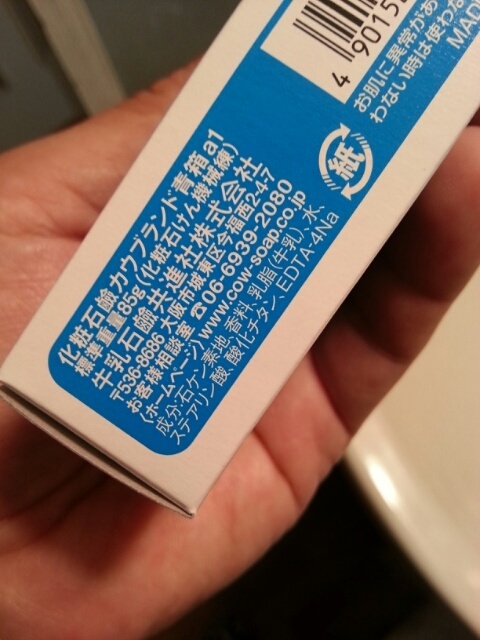 化粧石鹼カウブランド青箱a1
標準重量85g(化粧石けん機械練)
牛乳石鹼共進社株式会社
〒536-8686 大阪市城東区今福西2-4-7
お客様相談室 ☎06-6939-2080
〈ホームページ〉www.cow-soap.co.jp
成分:石ケン素地、香料、乳脂(牛乳)、水、
ステアリン酸、酸化チタン、EDTA-4Na
紙
4 90152
お肌に異常があ
わない時は使わな
MAD